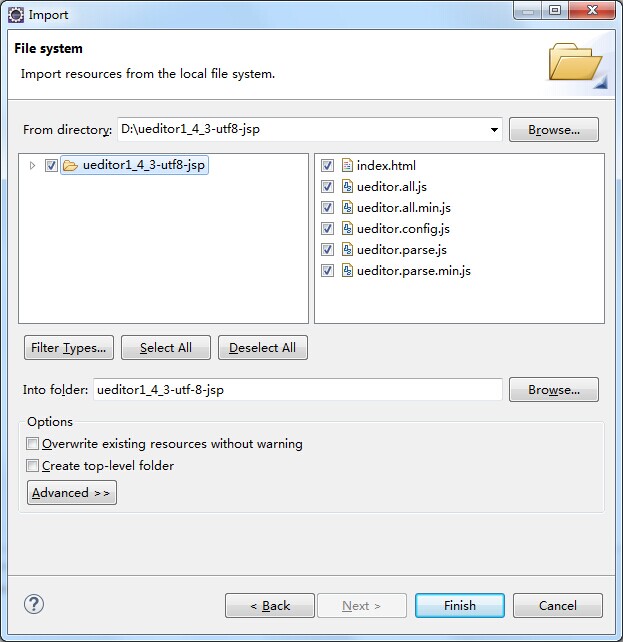 Import
File system
Import resources from the local file system.
From directory: D:\ueditor1_4_3-utf8-jsp Browse...
ueditor1_4_3-utf8-jsp
index.html
ueditor.all.js
ueditor.all.min.js
ueditor.config.js
ueditor.parse.js
ueditor.parse.min.js
Filter Types... Select All Deselect All
Into folder: ueditor1_4_3-utf-8-jsp Browse...
Options
Overwrite existing resources without warning
Create top-level folder
Advanced >>
? < Back Next > Finish Cancel